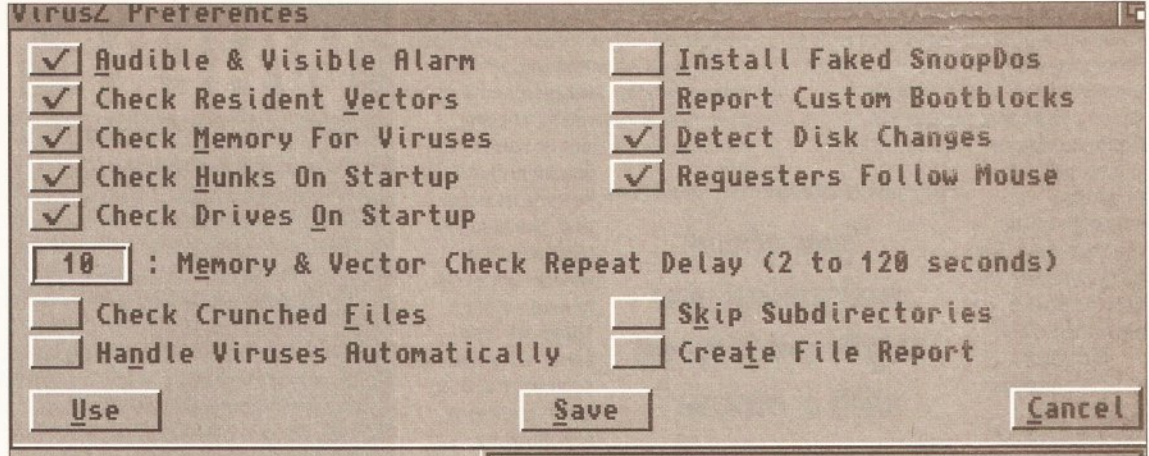 VirusZ Preferences
Audible & Visible Alarm
Install Faked SnoopDos
Check Resident Vectors
Report Custom Bootblocks
Check Memory For Viruses
Detect Disk Changes
Check Hunks On Startup
Requesters Follow Mouse
Check Drives On Startup
10 : Memory & Vector Check Repeat Delay (2 to 120 seconds)
Check Crunched Files
Skip Subdirectories
Handle Viruses Automatically
Create File Report
Use
Save
Cancel